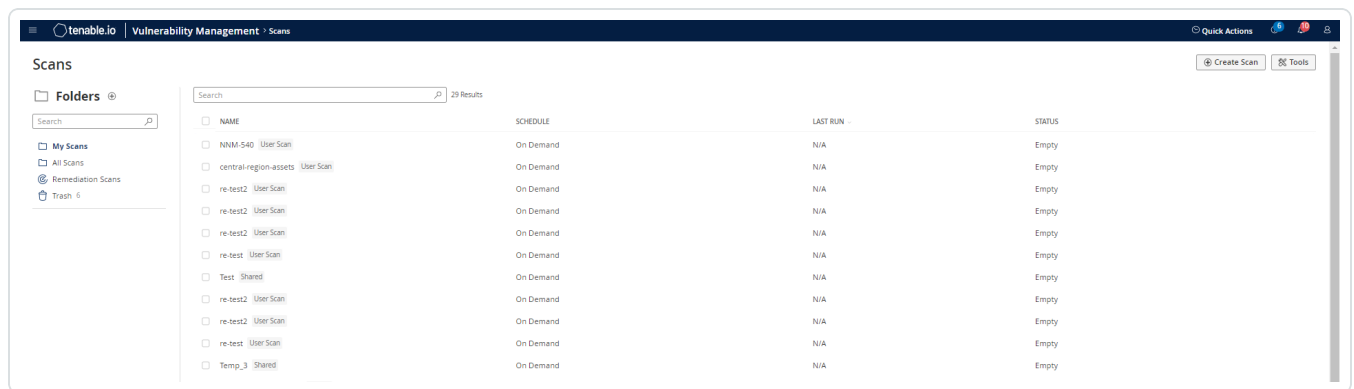 tenable.io Vulnerability Management > Scans Quick Actions 6 10
Scans
Create Scan Tools
Folders
Search
My Scans
All Scans
Remediation Scans
Trash 6
Search 29 Results
NAME SCHEDULE LAST RUN STATUS
NNM-540 User Scan On Demand N/A Empty
central-region-assets User Scan On Demand N/A Empty
re-test2 User Scan On Demand N/A Empty
re-test2 User Scan On Demand N/A Empty
re-test2 User Scan On Demand N/A Empty
re-test User Scan On Demand N/A Empty
Test Shared On Demand N/A Empty
re-test2 User Scan On Demand N/A Empty
re-test2 User Scan On Demand N/A Empty
re-test User Scan On Demand N/A Empty
Temp_3 Shared On Demand N/A Empty